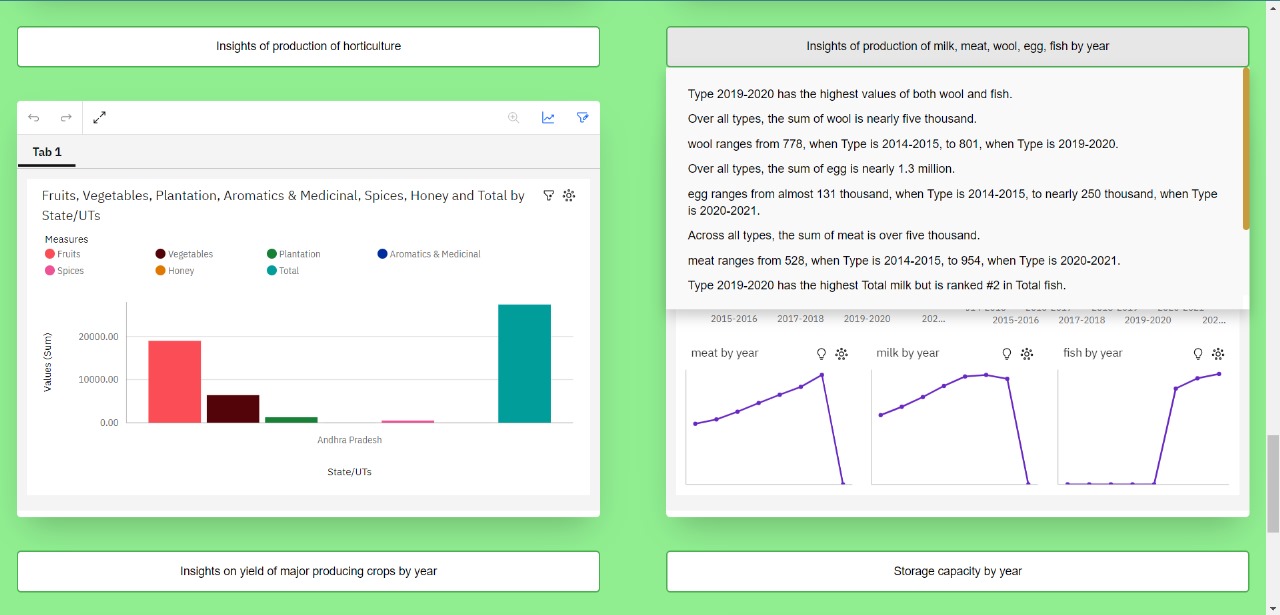 Insights of production of horticulture
Insights of production of milk, meat, wool, egg, fish by year
Type 2019-2020 has the highest values of both wool and fish.
Over all types, the sum of wool is nearly five thousand.
wool ranges from 778, when Type is 2014-2015, to 801, when Type is 2019-2020.
Over all types, the sum of egg is nearly 1.3 million.
egg ranges from almost 131 thousand, when Type is 2014-2015, to nearly 250 thousand, when Type
is 2020-2021.
Across all types, the sum of meat is over five thousand.
meat ranges from 528, when Type is 2014-2015, to 954, when Type is 2020-2021.
Type 2019-2020 has the highest Total milk but is ranked #2 in Total fish.
Tab 1
Fruits, Vegetables, Plantation, Aromatics & Medicinal, Spices, Honey and Total by
State/UTs
Measures
Fruits Vegetables Plantation Aromatics & Medicinal
Spices Honey Total
Values (Sum)
20000.00
10000.00
0.00
Andhra Pradesh
State/UTs
2015-2016 2017-2018 2019-2020 202...
2015-2016 2017-2018 2019-2020 202...
meat by year
milk by year
fish by year
Insights on yield of major producing crops by year
Storage capacity by year